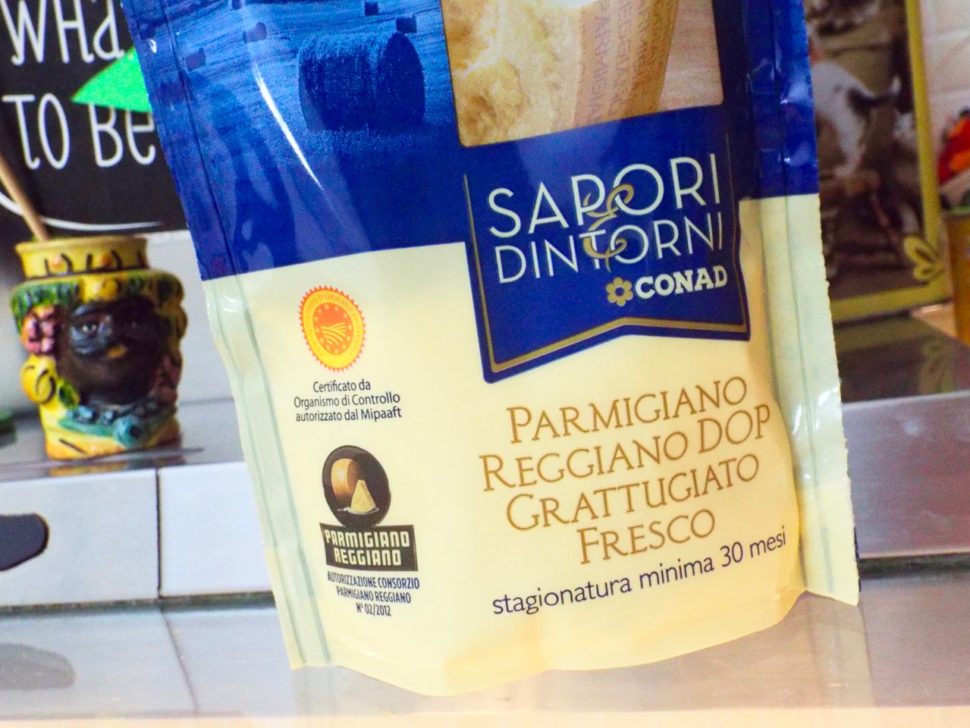 WHA
TO BE
SAPORI
&
DINTORNI
CONAD
Certificato da
Organismo di Controllo
autorizzato dal Mipaaft
PARMIGIANO
REGGIANO DOP
GRATTUGIATO
FRESCO
stagionatura minima 30 mesi
PARMIGIANO
REGGIANO
AUTORIZZAZIONE CONSORZIO
PARMIGIANO REGGIANO
N° 02/2012